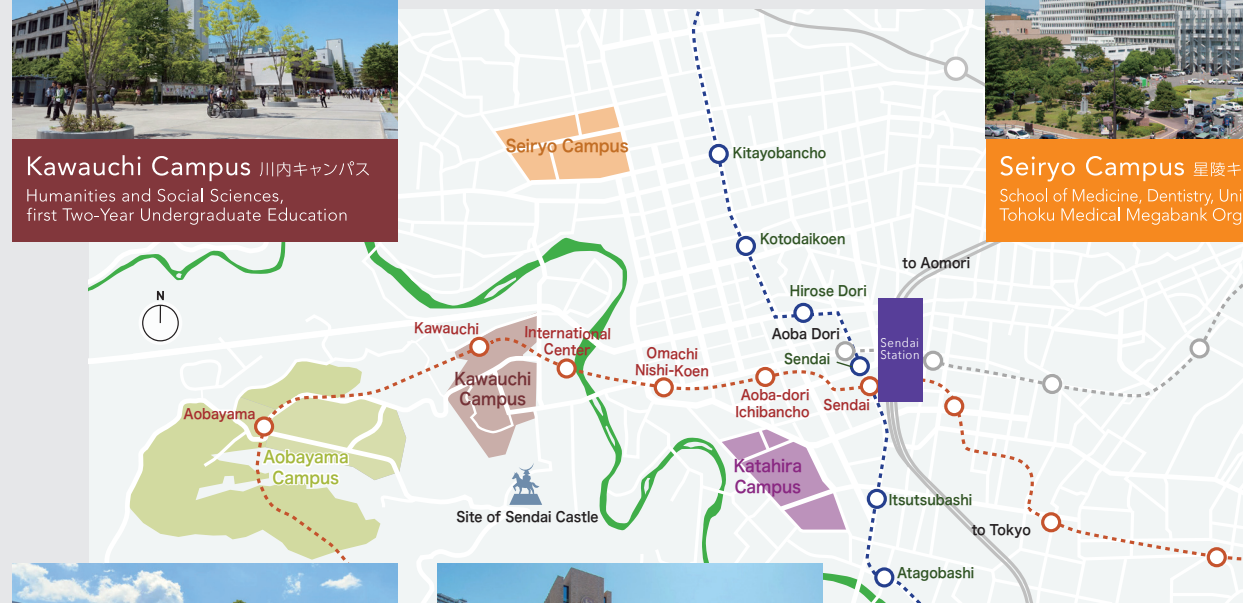 Kawauchi Campus 川内キャンパス
Humanities and Social Sciences,
first Two-Year Undergraduate Education
Seiryo Campus 星陵キ
School of Medicine, Dentistry, Uni
Tohoku Medical Megabank Org
Seiryo Campus
Kitayobancho
Kotodaikoen
to Aomori
Hirose Dori
N
Aoba Dori
Kawauchi
International
Center
Sendai
Station
Sendai
Omachi
Nishi-Koen
Kawauchi
Campus
Aoba-dori
Ichibancho
Sendai
Aobayama
Aobayama
Campus
Katahira
Campus
Itsutsubashi
Site of Sendai Castle
to Tokyo
Atagobashi